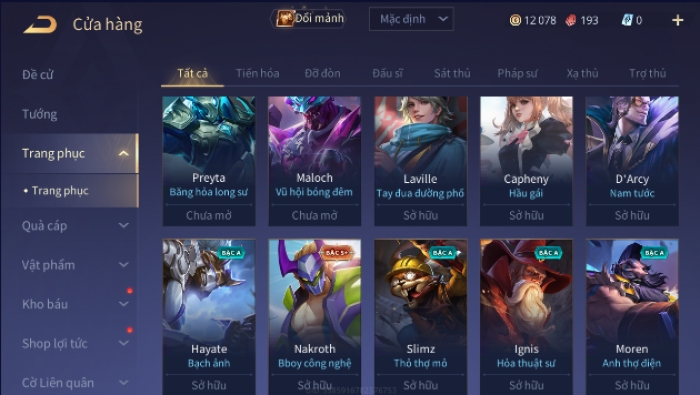 Cửa hàng
Đổi mảnh
Mặc định
12 078
193
0
Đề cử
Tướng
Trang phục
• Trang phục
Quà cáp
Vật phẩm
Kho báu
Shop lợi tức
Cờ Liên quân
Tất cả Tiến hóa Đỡ đòn Đấu sĩ Sát thủ Pháp sư Xạ thủ Trợ thủ
Preyta
Băng hỏa long sư
Chưa mở
Maloch
Vũ hội bóng đêm
Chưa mở
Laville
Tay đua đường phố
Sở hữu
Capheny
Hầu gái
Sở hữu
D'Arcy
Nam tước
Sở hữu
BẬC A
Hayate
Bạch ảnh
Sở hữu
BẬC S+
Nakroth
Bboy công nghệ
Sở hữu
BẬC A
Slimz
Thỏ thợ mỏ
Sở hữu
BẬC A
Ignis
Hỏa thuật sư
Sở hữu
BẬC A
Moren
Anh thợ điện
Sở hữu